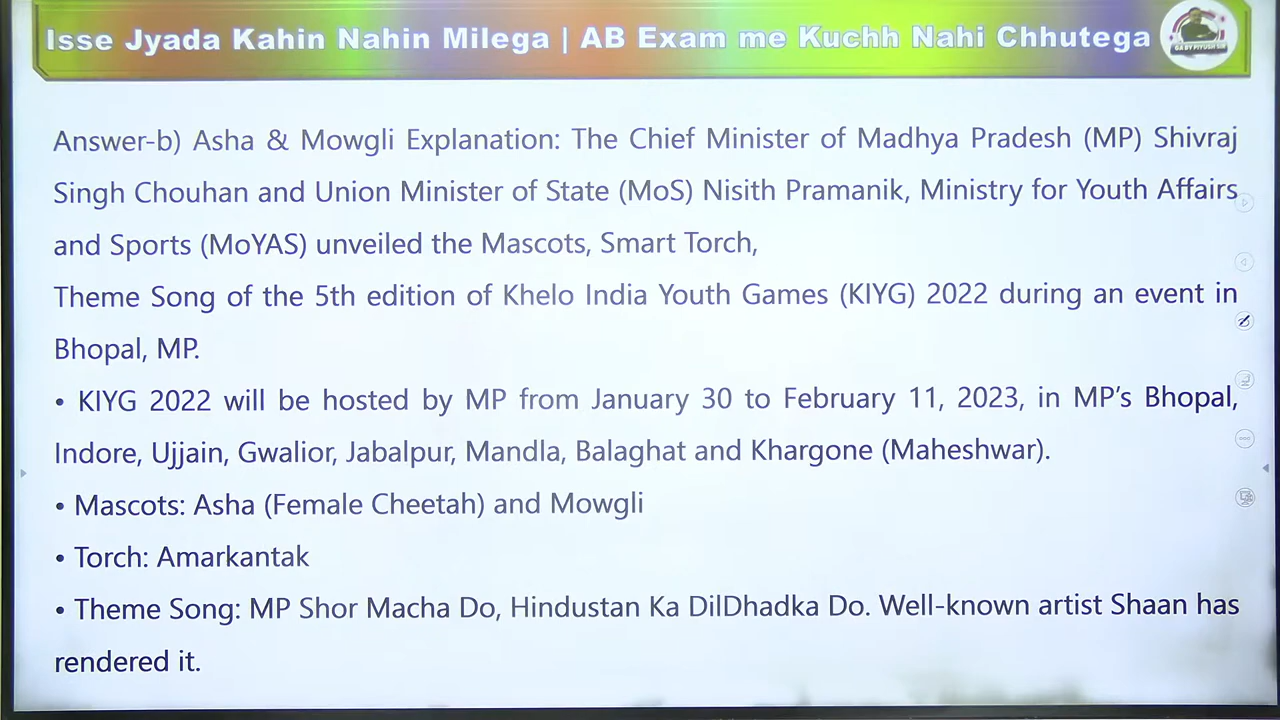 Isse Jyada Kahin Nahin Milega | AB Exam me Kuchh Nahi Chhutega
GA BY PIYUSH SIR
Answer-b) Asha & Mowgli Explanation: The Chief Minister of Madhya Pradesh (MP) Shivraj
Singh Chouhan and Union Minister of State (MoS) Nisith Pramanik, Ministry for Youth Affairs
and Sports (MoYAS) unveiled the Mascots, Smart Torch,
Theme Song of the 5th edition of Khelo India Youth Games (KIYG) 2022 during an event in
Bhopal, MP.
• KIYG 2022 will be hosted by MP from January 30 to February 11, 2023, in MP’s Bhopal,
Indore, Ujjain, Gwalior, Jabalpur, Mandla, Balaghat and Khargone (Maheshwar).
• Mascots: Asha (Female Cheetah) and Mowgli
• Torch: Amarkantak
• Theme Song: MP Shor Macha Do, Hindustan Ka DilDhadka Do. Well-known artist Shaan has
rendered it.